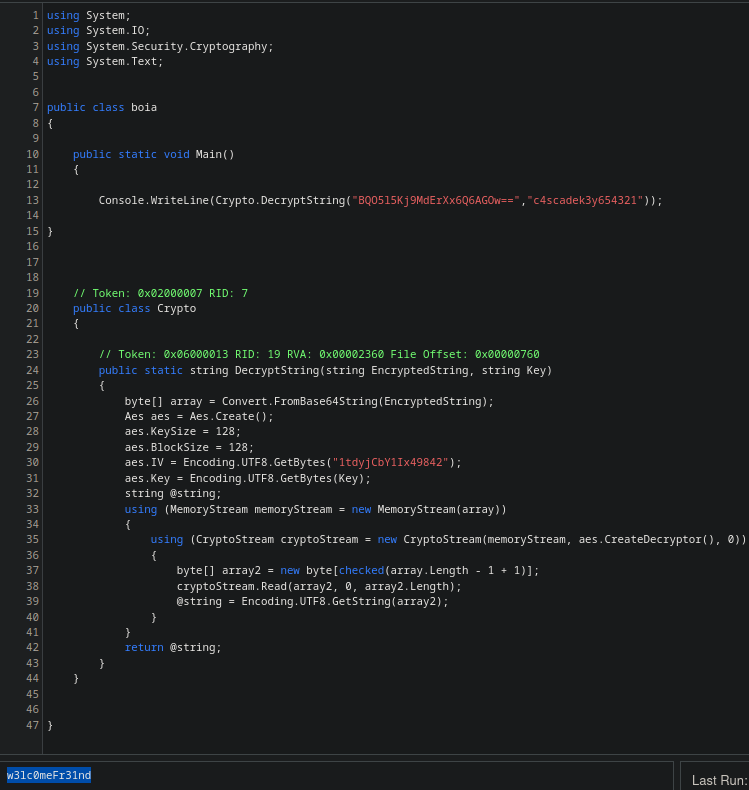 1 using System;
2 using System.IO;
3 using System.Security.Cryptography;
4 using System.Text;
5
6
7 public class boia
8 {
9
10 public static void Main()
11 {
12
13 Console.WriteLine(Crypto.DecryptString("BQO5l5Kj9MdErXx6Q6AGOw==","c4scadek3y654321"));
14
15 }
16
17
18
19 // Token: 0x02000007 RID: 7
20 public class Crypto
21 {
22
23 // Token: 0x06000013 RID: 19 RVA: 0x00002360 File Offset: 0x00000760
24 public static string DecryptString(string EncryptedString, string Key)
25 {
26 byte[] array = Convert.FromBase64String(EncryptedString);
27 Aes aes = Aes.Create();
28 aes.KeySize = 128;
29 aes.BlockSize = 128;
30 aes.IV = Encoding.UTF8.GetBytes("1tdyjCbY1Ix49842");
31 aes.Key = Encoding.UTF8.GetBytes(Key);
32 string @string;
33 using (MemoryStream memoryStream = new MemoryStream(array))
34 {
35 using (CryptoStream cryptoStream = new CryptoStream(memoryStream, aes.CreateDecryptor(), 0))
36 {
37 byte[] array2 = new byte[checked(array.Length - 1 + 1)];
38 cryptoStream.Read(array2, 0, array2.Length);
39 @string = Encoding.UTF8.GetString(array2);
40 }
41 }
42 return @string;
43 }
44 }
45
46
47 }
w3lc0meFr31nd
Last Run: